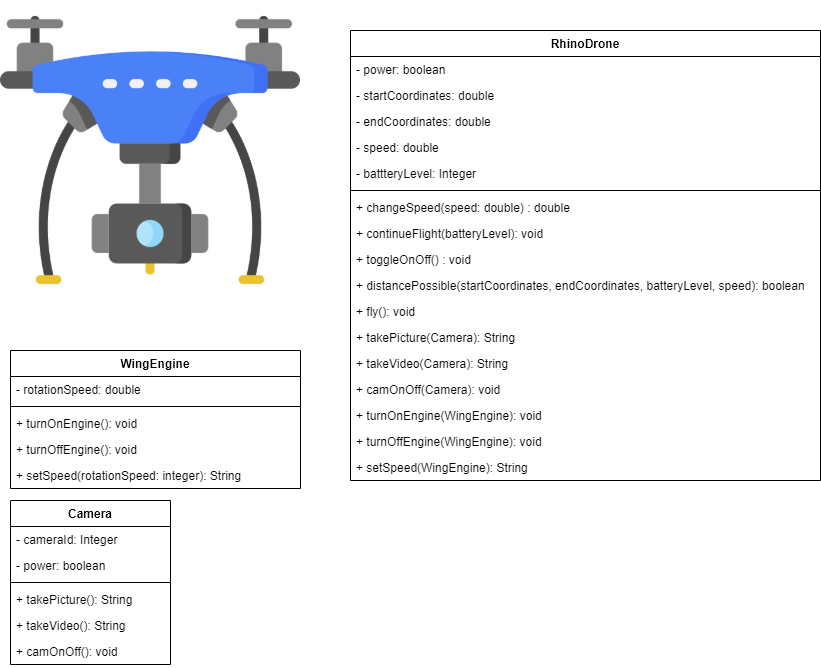 RhinoDrone
- power: boolean
- startCoordinates: double
- endCoordinates: double
- speed: double
- battteryLevel: Integer
+ changeSpeed(speed: double) : double
+ continueFlight(batteryLevel): void
+ toggleOnOff() : void
+ distancePossible(startCoordinates, endCoordinates, batteryLevel, speed): boolean
+ fly(): void
+ takePicture(Camera): String
+ takeVideo(Camera): String
+ camOnOff(Camera): void
+ turnOnEngine(WingEngine): void
+ turnOffEngine(WingEngine): void
+ setSpeed(WingEngine): String
WingEngine
- rotationSpeed: double
+ turnOnEngine(): void
+ turnOffEngine(): void
+ setSpeed(rotationSpeed: integer): String
Camera
- cameraId: Integer
- power: boolean
+ takePicture(): String
+ takeVideo(): String
+ camOnOff(): void